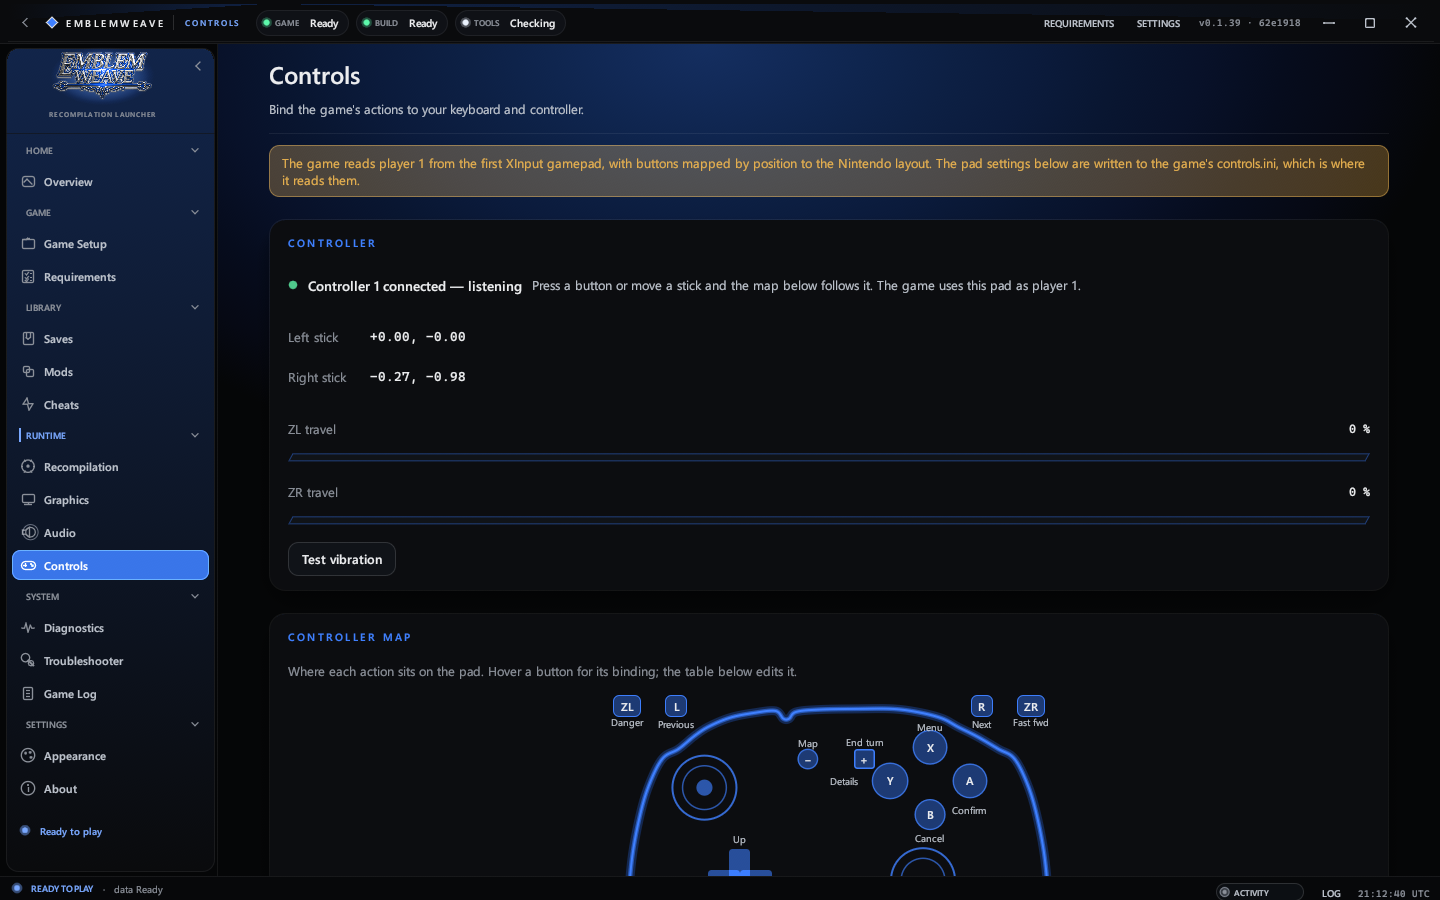 EMBLEMWEAVE
CONTROLS
GAME Ready
BUILD Ready
TOOLS Checking
REQUIREMENTS
SETTINGS
v0.1.39 · 62e1918
EMBLEM
WEAVE
RECOMPILATION LAUNCHER
HOME
Overview
GAME
Game Setup
Requirements
LIBRARY
Saves
Mods
Cheats
RUNTIME
Recompilation
Graphics
Audio
Controls
SYSTEM
Diagnostics
Troubleshooter
Game Log
SETTINGS
Appearance
About
Ready to play
Controls
Bind the game's actions to your keyboard and controller.
The game reads player 1 from the first XInput gamepad, with buttons mapped by position to the Nintendo layout. The pad settings below are written to the game's controls.ini, which is where
it reads them.
CONTROLLER
Controller 1 connected — listening Press a button or move a stick and the map below follows it. The game uses this pad as player 1.
Left stick +0.00, −0.00
Right stick −0.27, −0.98
ZL travel 0 %
ZR travel 0 %
Test vibration
CONTROLLER MAP
Where each action sits on the pad. Hover a button for its binding; the table below edits it.
ZL L R ZR
Danger Previous Next Fast fwd
Menu
Map End turn X
− +
Details Y A
Confirm
B
Cancel
Up
READY TO PLAY · data Ready
ACTIVITY
LOG
21:12:40 UTC